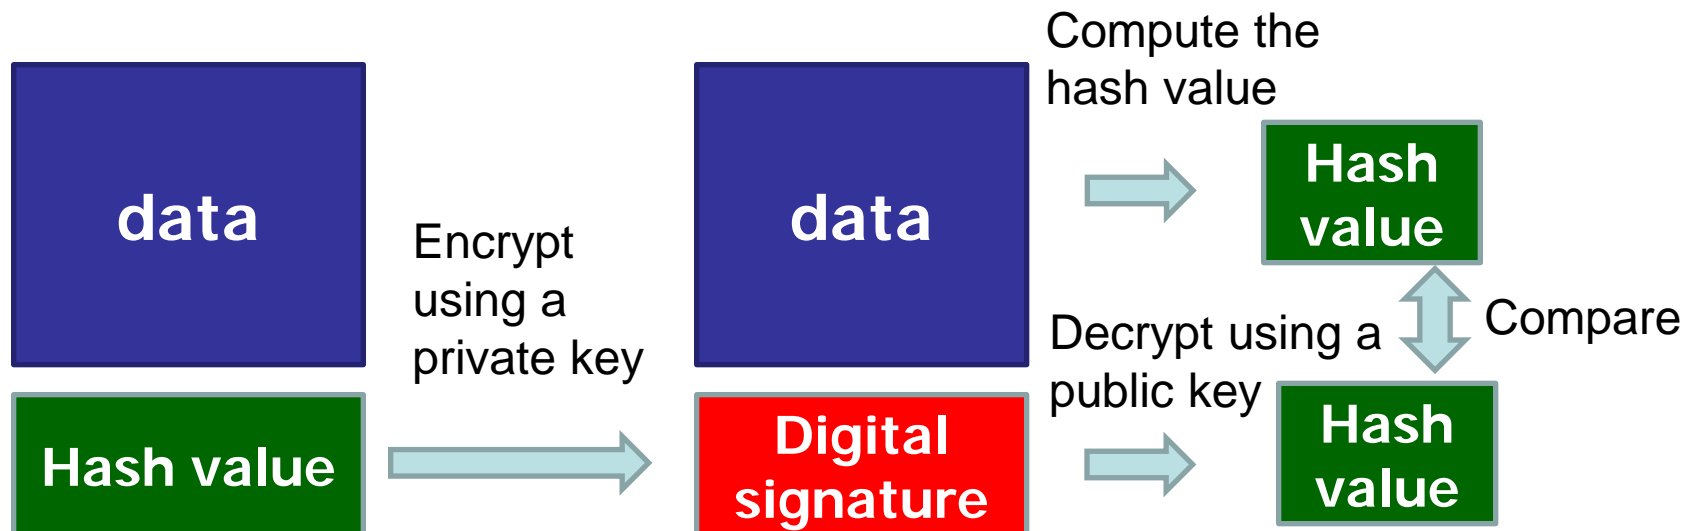 data
Hash value
Encrypt
using a
private key
data
Digital
signature
Compute the
hash value
Hash
value
Compare
Decrypt using a
public key
Hash
value